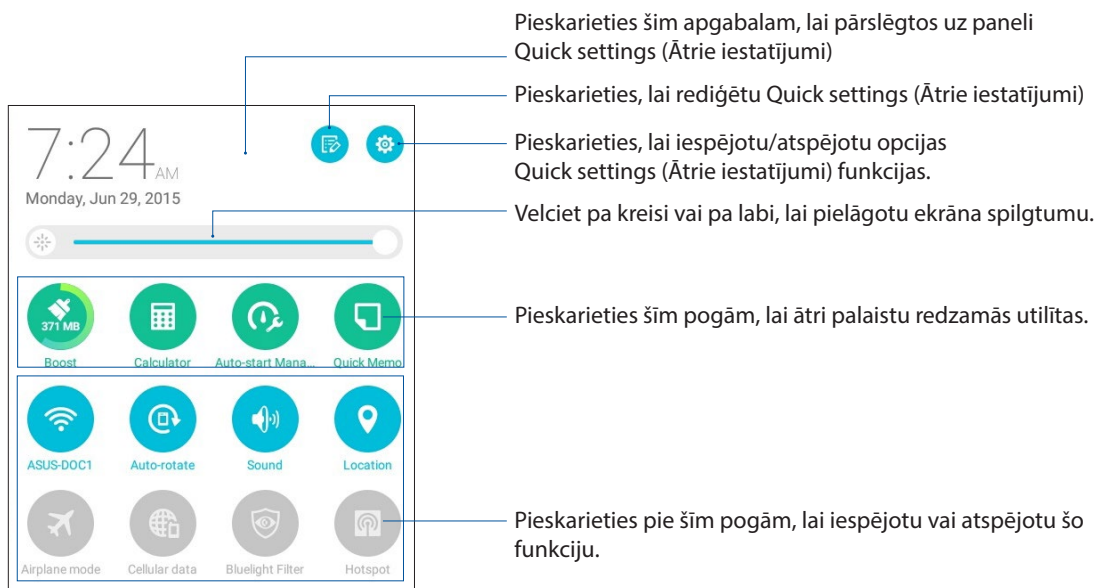 Pieskarieties šim apgabalam, lai pārslēgtos uz paneli
Quick settings (Ātrie iestatījumi)
Pieskarieties, lai rediģētu Quick settings (Ātrie iestatījumi)
Pieskarieties, lai iespējotu/atspējotu opcijas
Quick settings (Ātrie iestatījumi) funkcijas.
Velciet pa kreisi vai pa labi, lai pielāgotu ekrāna spilgtumu.
Pieskarieties šīm pogām, lai ātri palaistu redzamās utilītas.
Pieskarieties pie šīm pogām, lai iespējotu vai atspējotu šo
funkciju.
7:24 AM
Monday, Jun 29, 2015
371 MB
Boost Calculator Auto-start Mana... Quick Memo
ASUS-DOC1 Auto-rotate Sound Location
Airplane mode Cellular data Bluelight Filter Hotspot